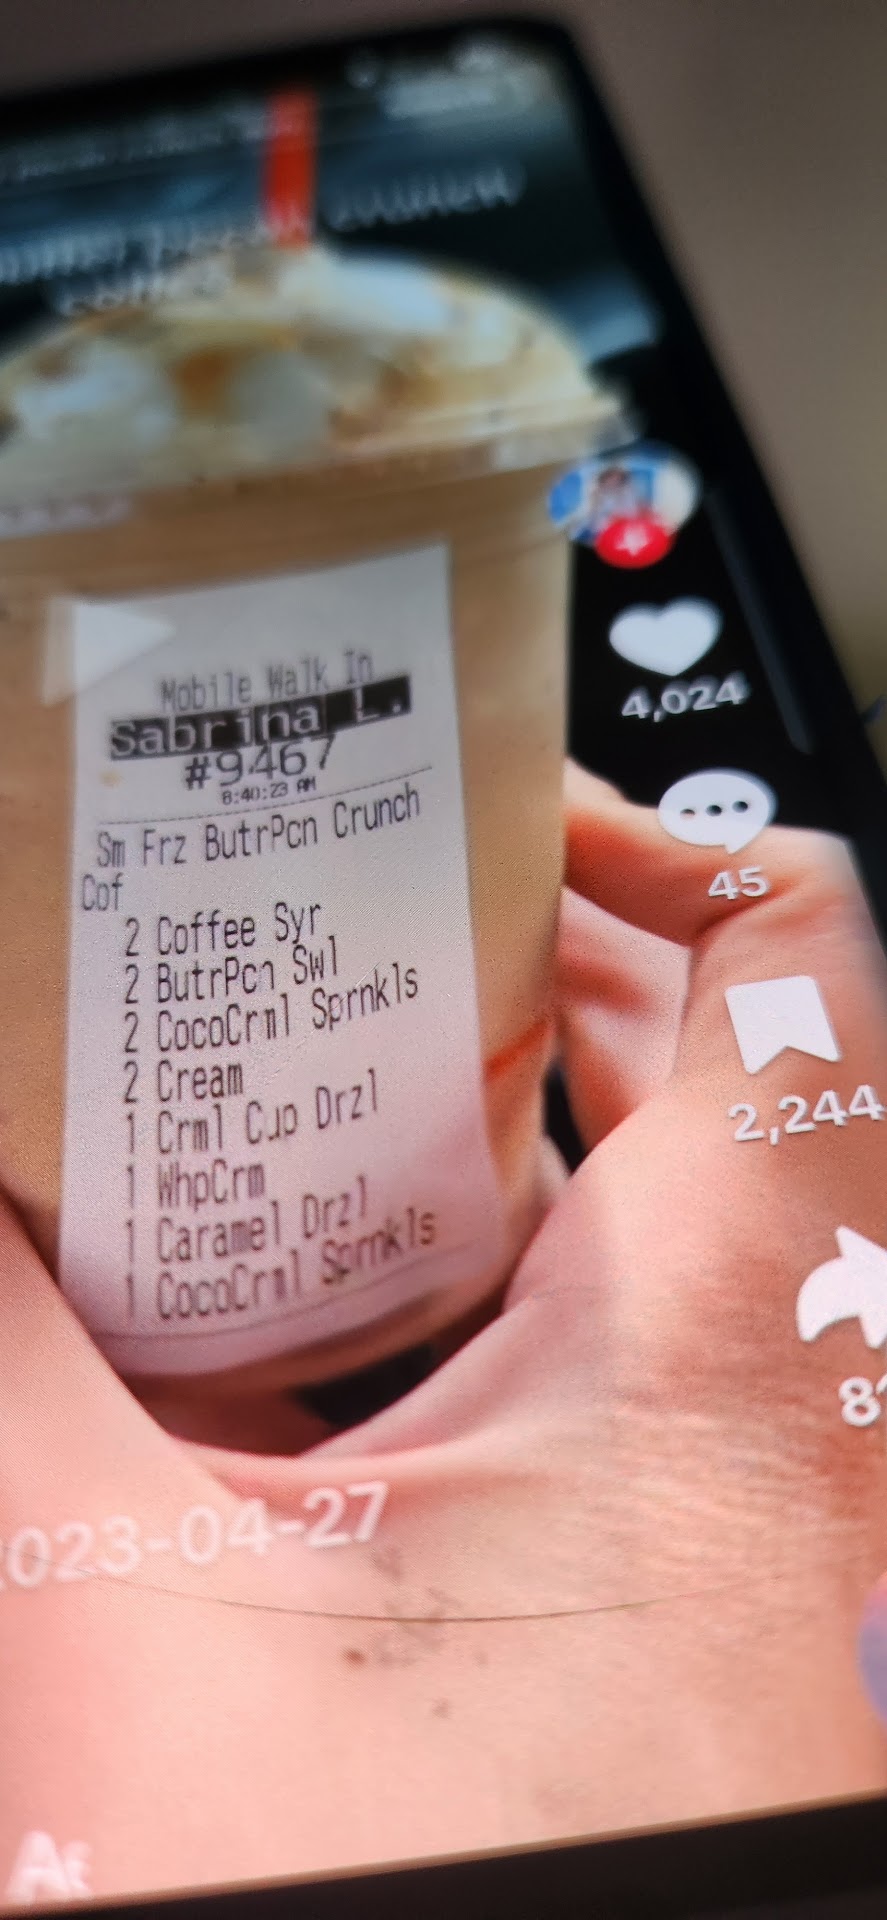 Mobile Walk In
Sabrina L.
#9467
8:40:23 AM
Sm Frz ButrPcn Crunch
Cof
2 Coffee Syr
2 ButrPcn Swl
2 CocoCrml Sprnkls
2 Cream
1 Crml Cup Drzl
1 WhpCrm
1 Caramel Drzl
1 CocoCrml Sprnkls
4,024
45
2,244
2023-04-27